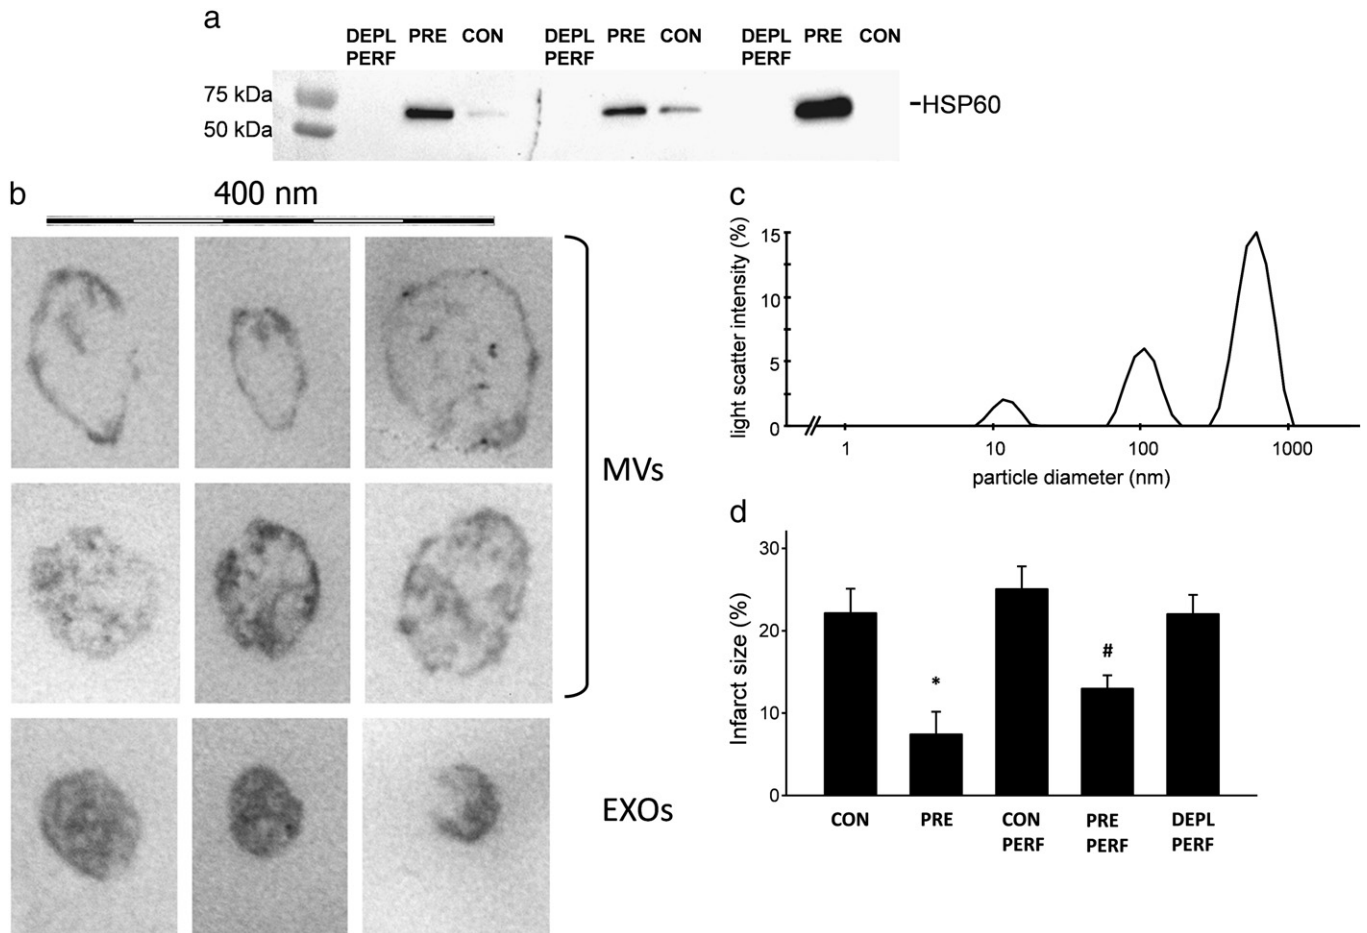 a
DEPL PRE CON DEPL PRE CON DEPL PRE CON
PERF PERF PERF
75 kDa
50 kDa
-HSP60
b
400 nm
MVs
EXOs
c
light scatter intensity (%)
15
10
5
0
1 10 100 1000
particle diameter (nm)
d
Infarct size (%)
30
20
10
0
*
#
CON PRE CON PRE DEPL
PERF PERF PERF